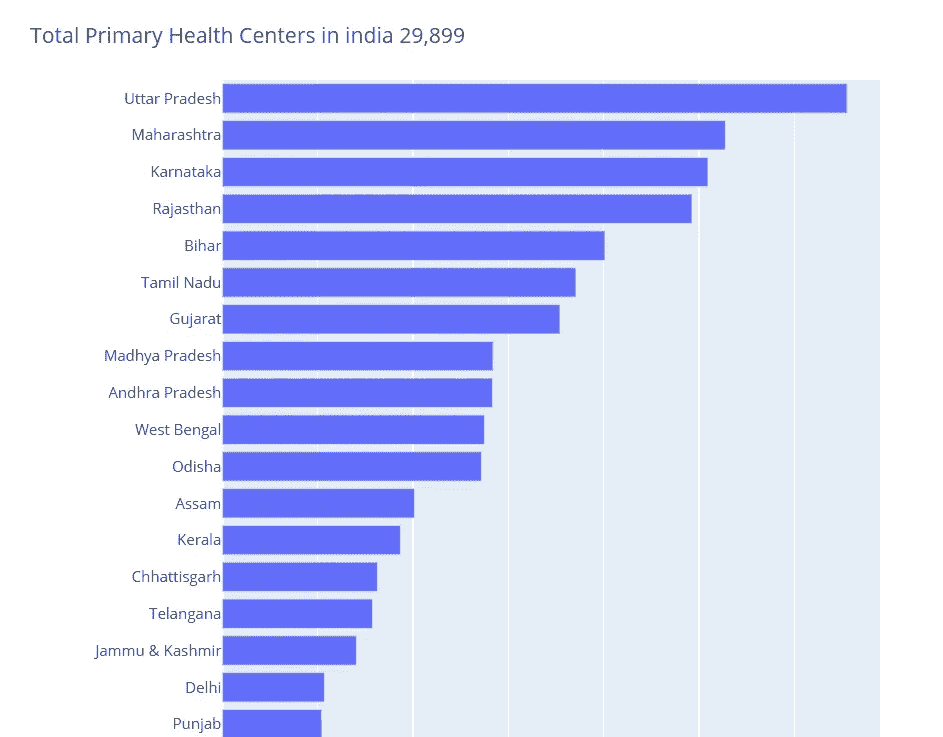 Total Primary Health Centers in india 29,899
Uttar Pradesh
Maharashtra
Karnataka
Rajasthan
Bihar
Tamil Nadu
Gujarat
Madhya Pradesh
Andhra Pradesh
West Bengal
Odisha
Assam
Kerala
Chhattisgarh
Telangana
Jammu & Kashmir
Delhi
Punjab